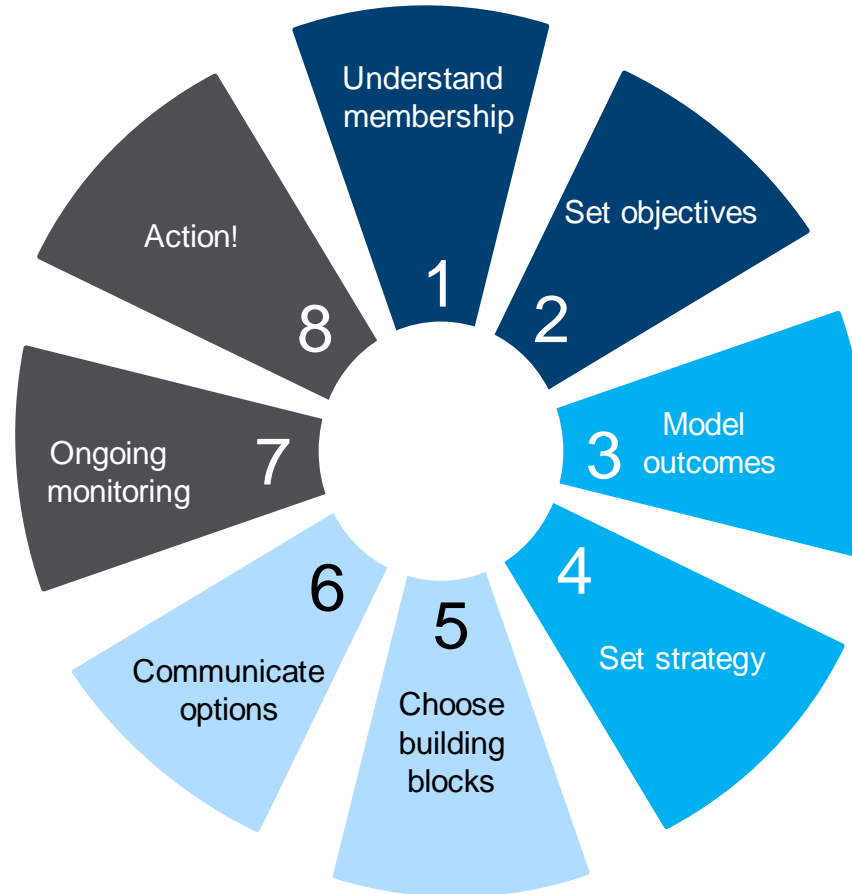 Understand
membership
1
Set objectives
2
Model
outcomes
3
Set strategy
4
Choose
building
blocks
5
Communicate
options
6
Ongoing
monitoring
7
Action!
8